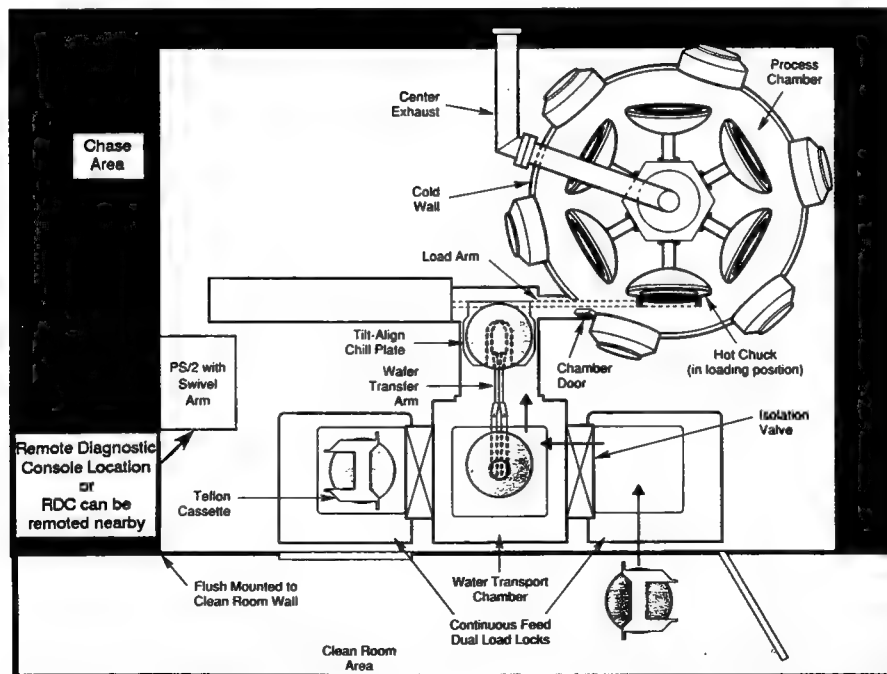 Process
Chamber
Center
Exhaust
Chase
Area
Cold
Wall
Load Arm
Tilt-Align
Chill Plate
Chamber
Door
Hot Chuck
(in loading position)
PS/2 with
Swivel
Arm
Wafer
Transfer
Arm
Isolation
Valve
Remote Diagnostic
Console Location
or
RDC can be
remoted nearby
Teflon
Cassette
Flush Mounted to
Clean Room Wall
Water Transport
Chamber
Continuous Feed
Dual Load Locks
Clean Room
Area